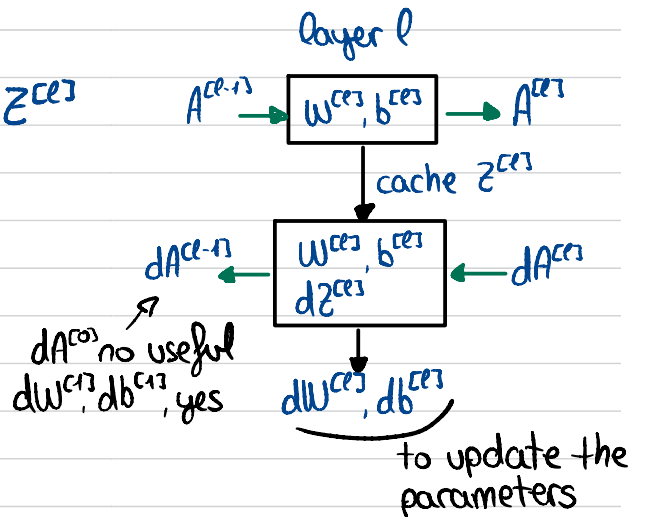 layer l
Z^[l]
A^[l-1] → W^[l], b^[l] → A^[l]
cache Z^[l]
dA^[l-1] ← W^[l], b^[l] ← dA^[l]
dZ^[l]
dA^[0] no useful
dW^[1], db^[1], yes
dW^[l], db^[l]
to update the
parameters